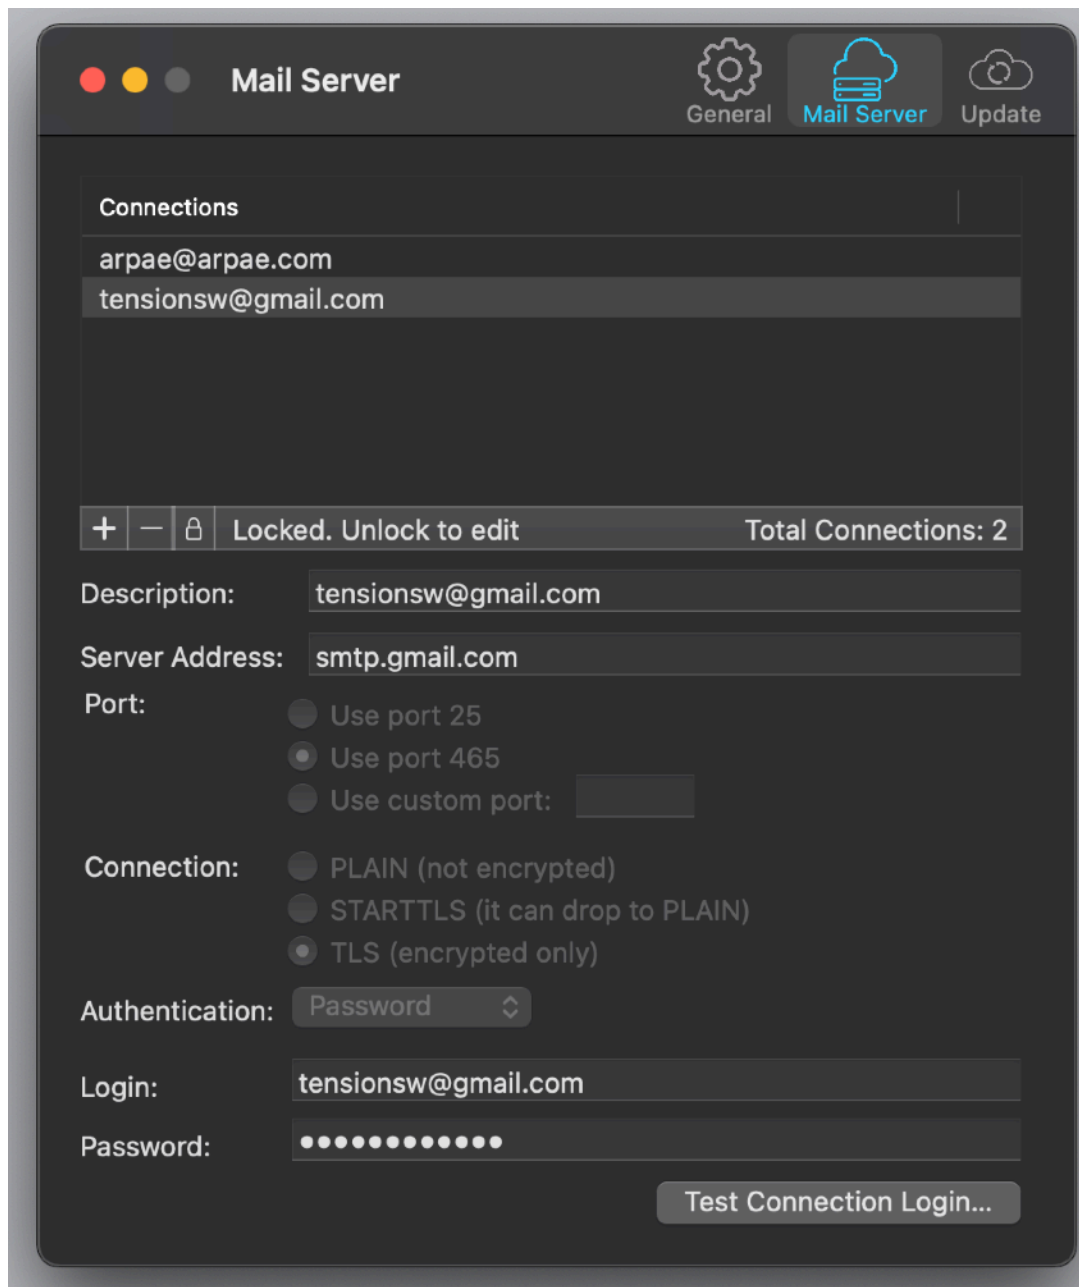 Mail Server
General
Mail Server
Update
Connections
arpae@arpae.com
tensionsw@gmail.com
Locked. Unlock to edit Total Connections: 2
Description: tensionsw@gmail.com
Server Address: smtp.gmail.com
Port:
Use port 25
Use port 465
Use custom port:
Connection: PLAIN (not encrypted)
STARTTLS (it can drop to PLAIN)
TLS (encrypted only)
Authentication: Password
Login: tensionsw@gmail.com
Password: ●●●●●●●●●●●●
Test Connection Login...